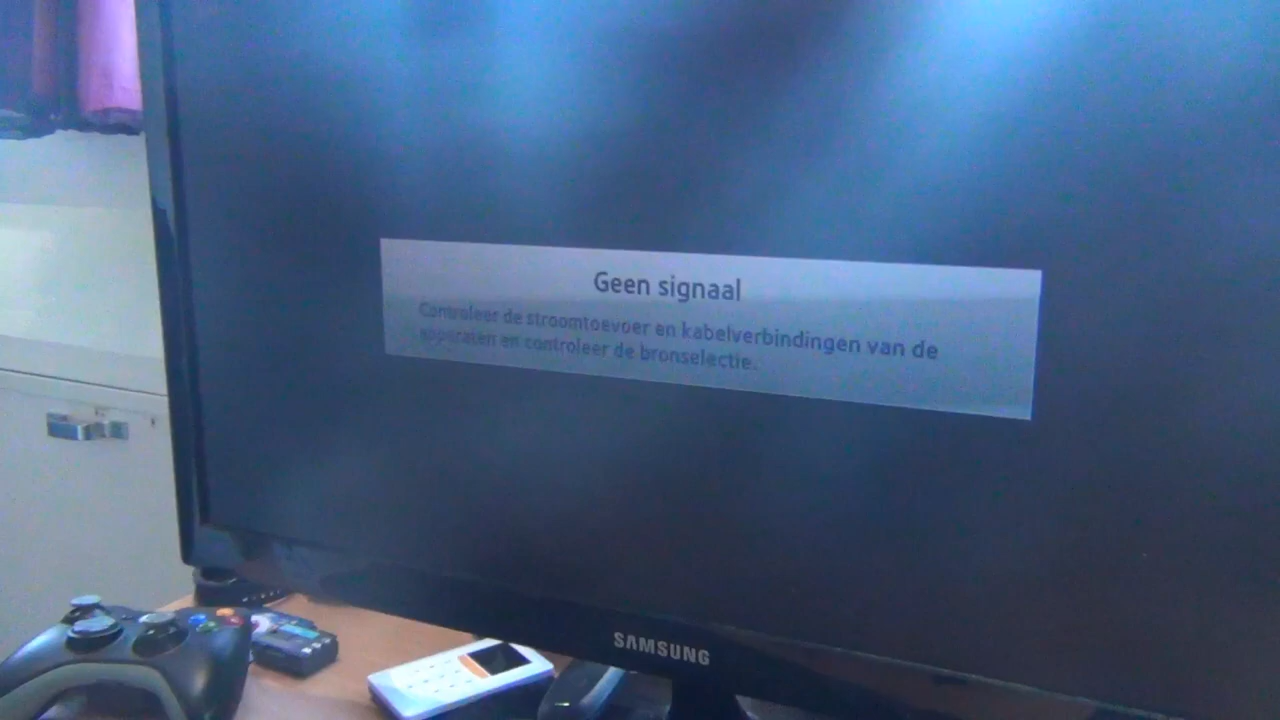 Geen signaal
Controleer de stroomtoevoer en kabelverbindingen van de
apparaten en controleer de bronselectie.
SAMSUNG